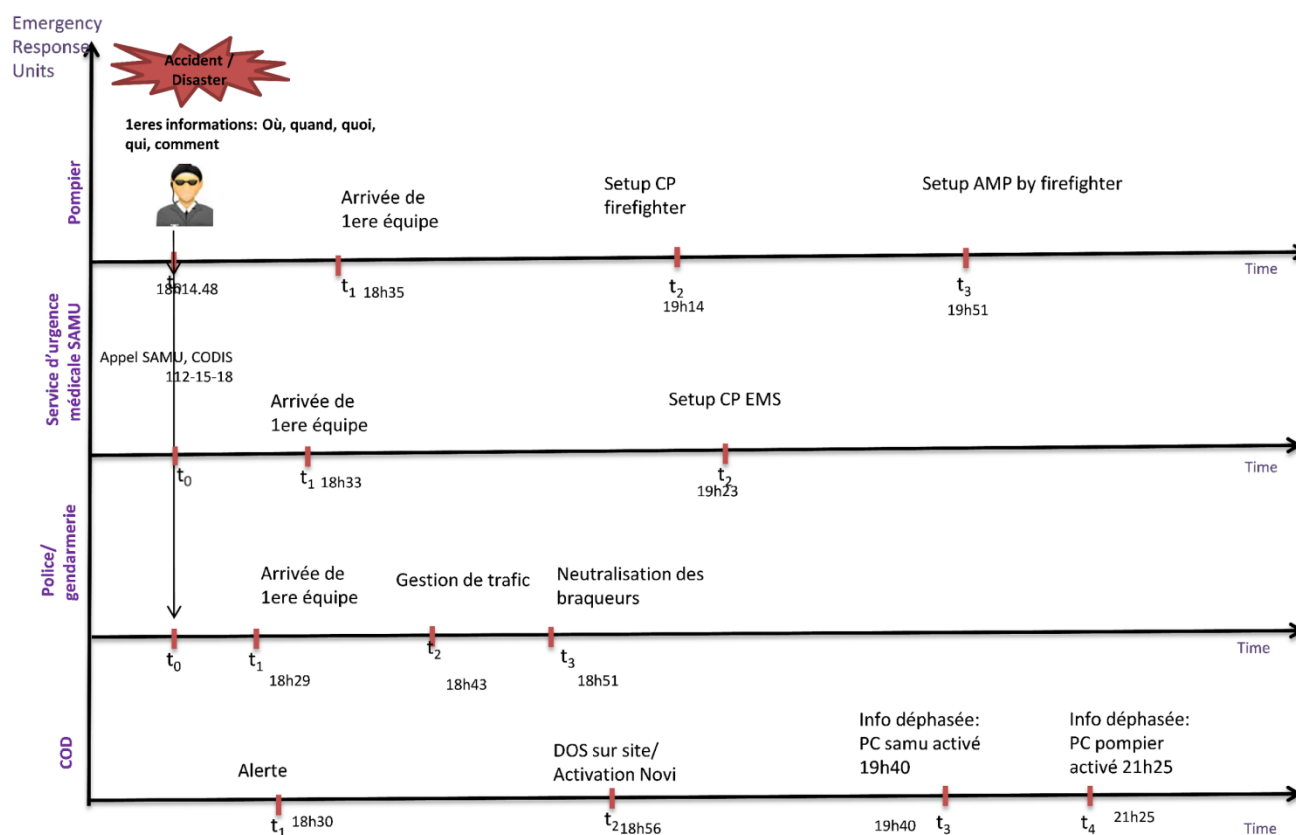 Emergency
Response
Units
Accident /
Disaster
1eres informations: Où, quand, quoi,
qui, comment
Pompier
Arrivée de
1ere équipe
Setup CP
firefighter
Setup AMP by firefighter
t0
18h14.48
t1 18h35
t2
19h14
t3
19h51
Time
Service d'urgence
médicale SAMU
Appel SAMU, CODIS
112-15-18
Arrivée de
1ere équipe
Setup CP EMS
t0
t1 18h33
t2
19h23
Time
Police/
gendarmerie
Arrivée de
1ere équipe
Gestion de trafic
Neutralisation des
braqueurs
t0
t1
18h29
t2
18h43
t3
18h51
Time
COD
Alerte
DOS sur site/
Activation Novi
Info déphasée:
PC samu activé
19h40
Info déphasée:
PC pompier
activé 21h25
t1 18h30
t2 18h56
19h40 t3
t4 21h25
Time